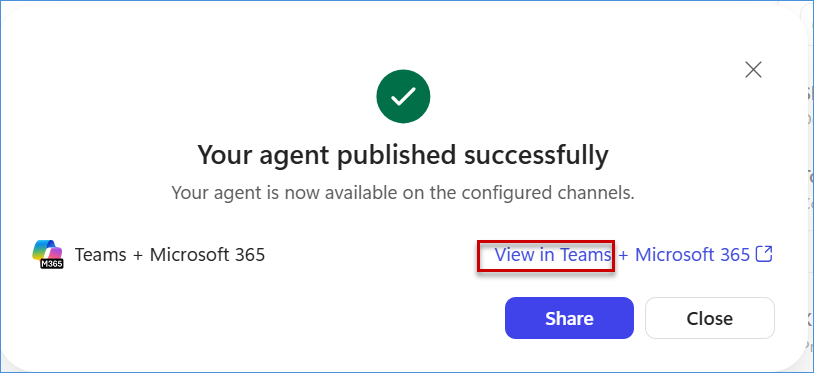 Your agent published successfully
Your agent is now available on the configured channels.
M365
Teams + Microsoft 365
View in Teams + Microsoft 365
Share
Close